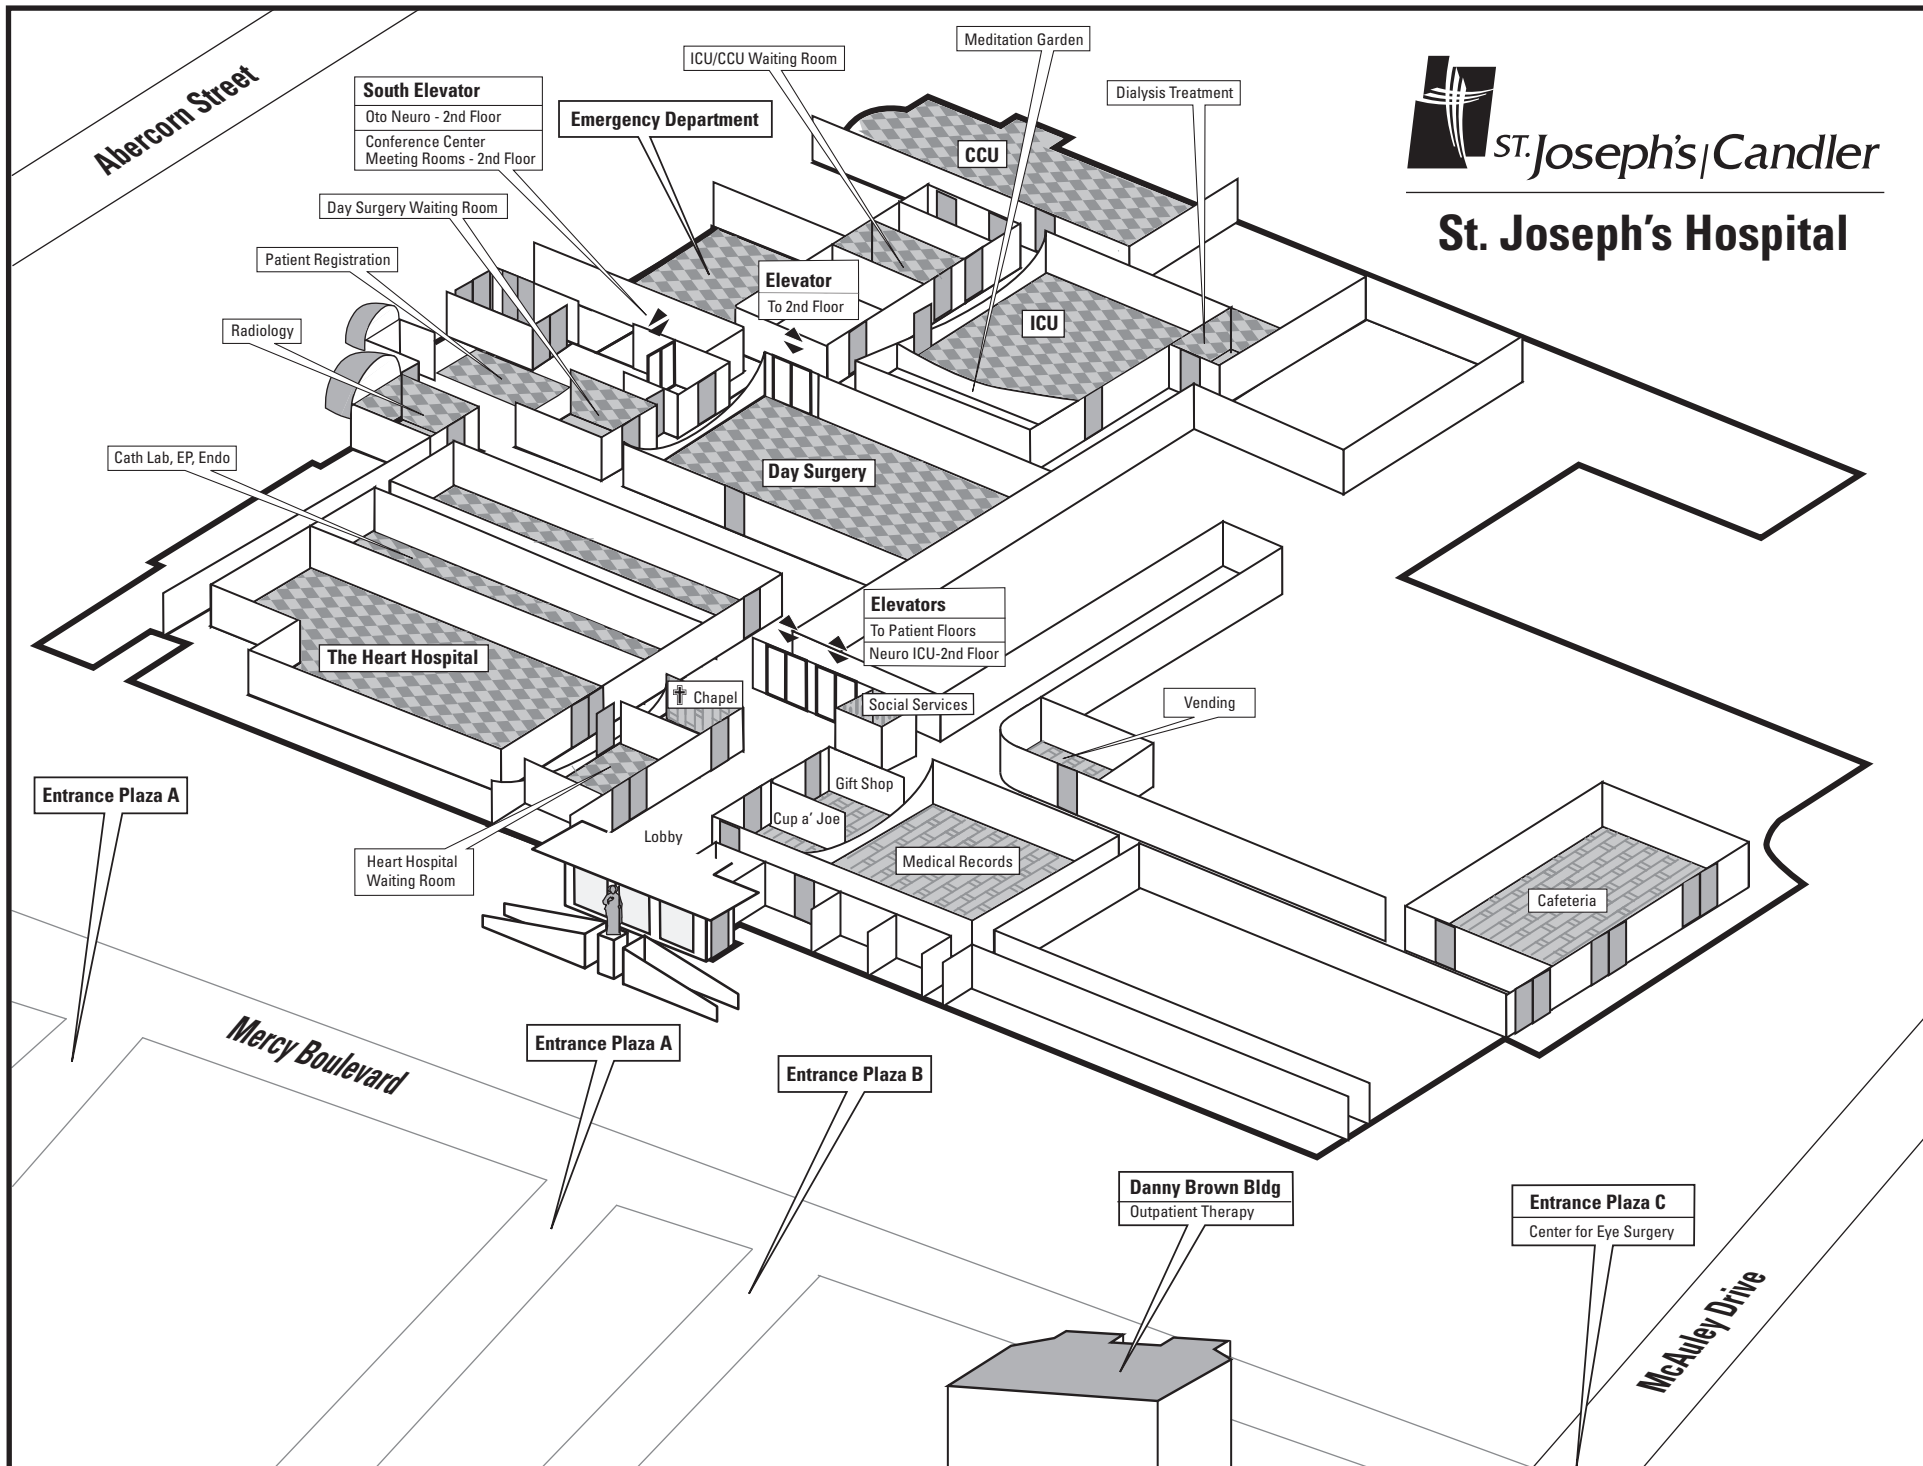 Meditation Garden
ICU/CCU Waiting Room
Abercorn Street
South Elevator
Oto Neuro - 2nd Floor
Conference Center
Meeting Rooms - 2nd Floor
Emergency Department
Dialysis Treatment
ST. Joseph's/Candler
St. Joseph's Hospital
CCU
Day Surgery Waiting Room
Patient Registration
Elevator
To 2nd Floor
Radiology
ICU
Cath Lab, EP, Endo
Day Surgery
Elevators
To Patient Floors
Neuro ICU-2nd Floor
The Heart Hospital
Chapel
Social Services
Vending
Entrance Plaza A
Gift Shop
Cup a' Joe
Lobby
Medical Records
Heart Hospital
Waiting Room
Cafeteria
Mercy Boulevard
Entrance Plaza A
Entrance Plaza B
Danny Brown Bldg
Outpatient Therapy
Entrance Plaza C
Center for Eye Surgery
McAuley Drive